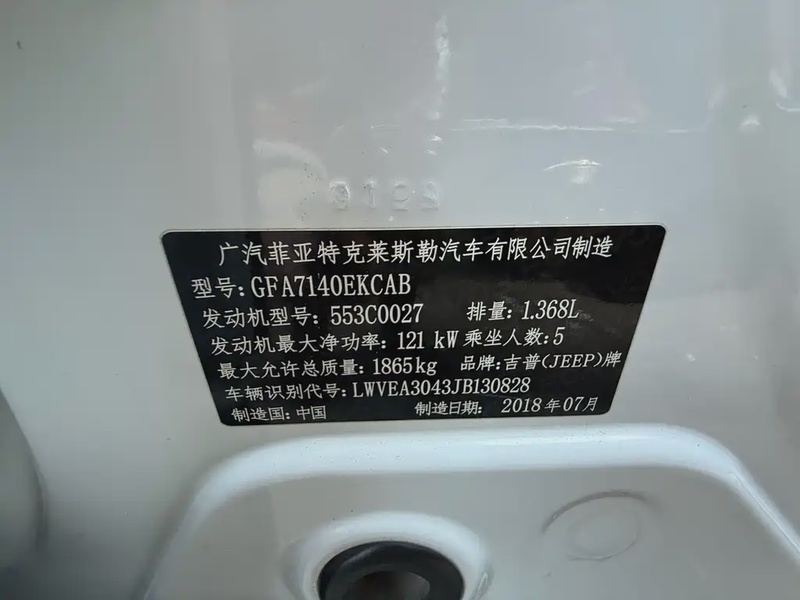 广汽菲亚特克莱斯勒汽车有限公司制造
型号: GFA7140EKCAB
发动机型号: 553C0027 排量: 1.368L
发动机最大净功率: 121 kW 乘坐人数: 5
最大允许总质量: 1865kg 品牌: 吉普(JEEP)牌
车辆识别代号: LWVEA3043JB130828
制造国: 中国 制造日期: 2018年07月